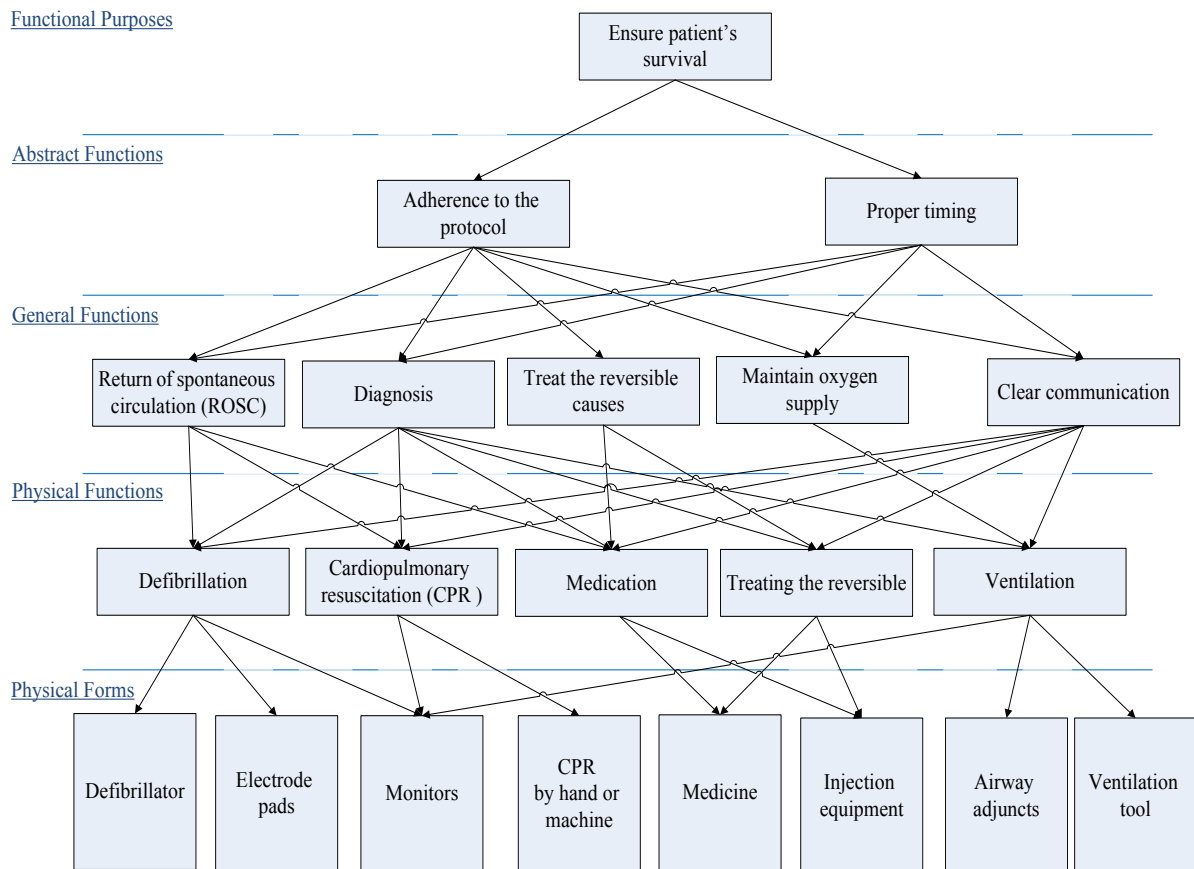 Functional Purposes
Ensure patient's
survival
Abstract Functions
Adherence to the
protocol
Proper timing
General Functions
Return of spontaneous
circulation (ROSC)
Diagnosis
Treat the reversible
causes
Maintain oxygen
supply
Clear communication
Physical Functions
Defibrillation
Cardiopulmonary
resuscitation (CPR )
Medication
Treating the reversible
Ventilation
Physical Forms
Defibrillator
Electrode
pads
Monitors
CPR
by hand or
machine
Medicine
Injection
equipment
Airway
adjuncts
Ventilation
tool